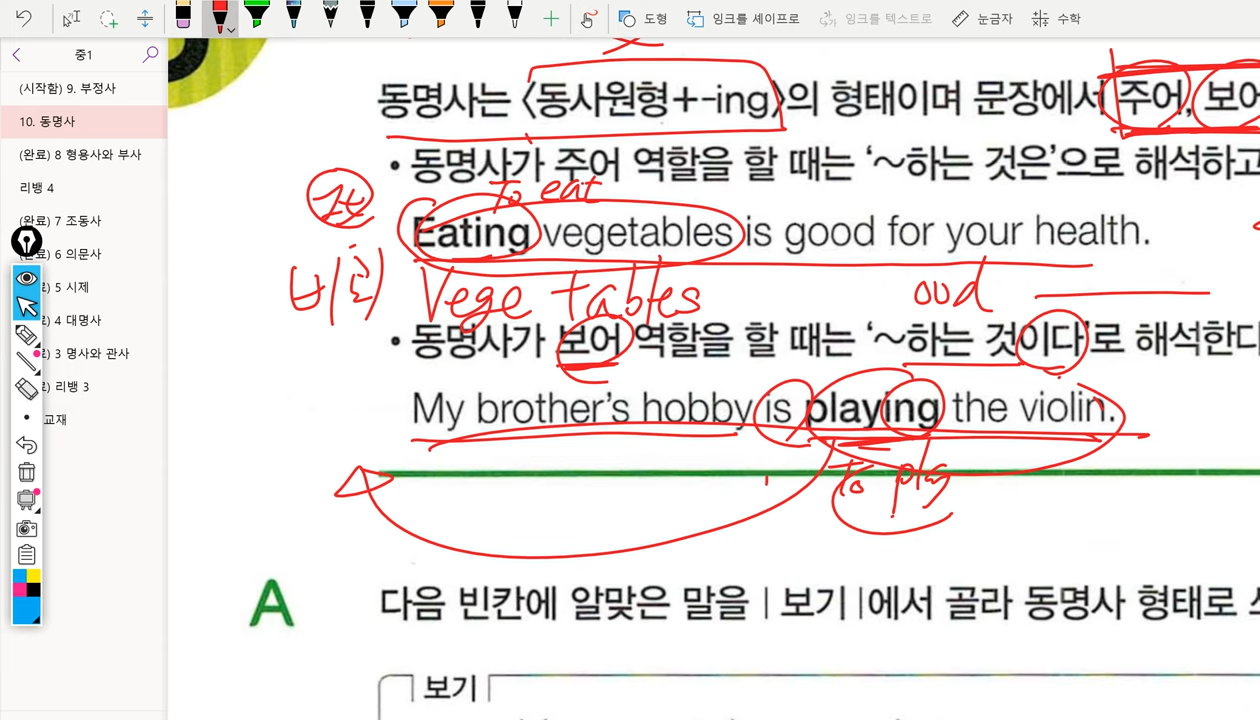 도형 잉크를 셰이프로 잉크를 텍스트로 눈금자 수학
중1
(시작함) 9. 부정사
10. 동명사
(완료) 8 형용사와 부사
리뱅 4
(완료) 7 조동사
6 의문사
5 시제
4 대명사
3 명사와 관사
리뱅 3
교재
동명사는 〈동사원형+-ing〉의 형태이며 문장에서 주어, 보어
• 동명사가 주어 역할을 할 때는 ‘~하는 것은’으로 해석하고
to eat
Eating vegetables is good for your health.
Vegetables ood
• 동명사가 보어 역할을 할 때는 ‘~하는 것이다’로 해석한다
My brother's hobby is playing the violin.
to play
A 다음 빈칸에 알맞은 말을 |보기|에서 골라 동명사 형태로
보기